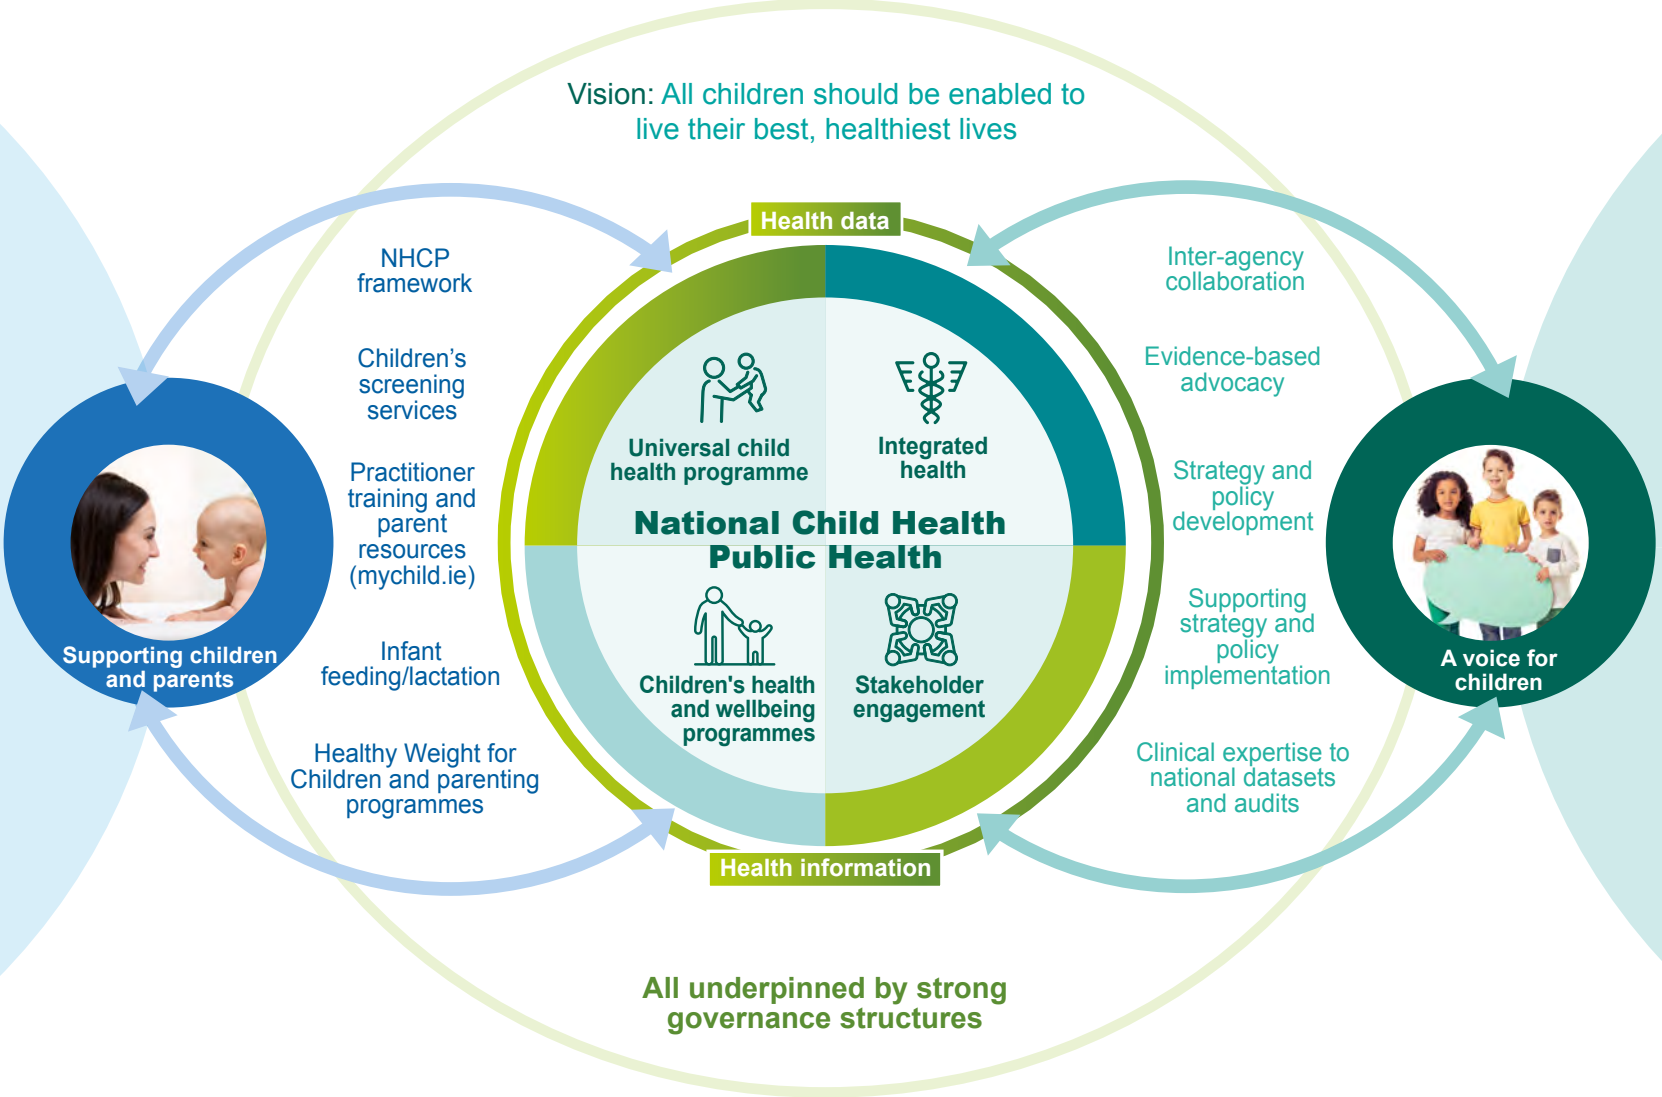 Vision: All children should be enabled to
live their best, healthiest lives
Health data
NHCP
framework
Children’s
screening
services
Practitioner
training and
parent
resources
(mychild.ie)
Infant
feeding/lactation
Healthy Weight for
Children and parenting
programmes
Supporting children
and parents
Universal child
health programme
Integrated
health
National Child Health
Public Health
Children's health
and wellbeing
programmes
Stakeholder
engagement
Health information
Inter-agency
collaboration
Evidence-based
advocacy
Strategy and
policy
development
Supporting
strategy and
policy
implementation
Clinical expertise to
national datasets
and audits
A voice for
children
All underpinned by strong
governance structures